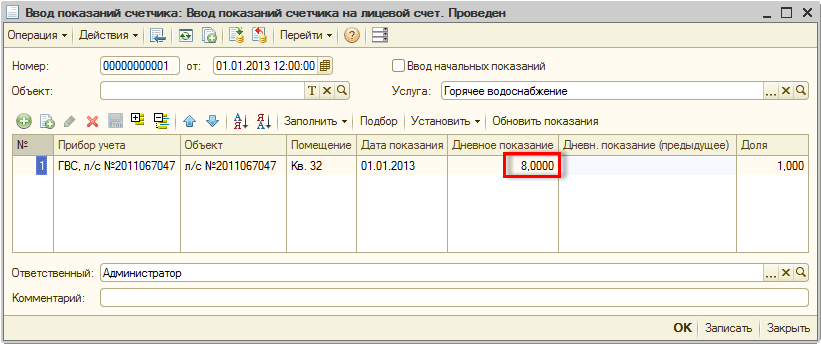 Ввод показаний счетчика: Ввод показаний счетчика на лицевой счет. Проведен
Операция Действия Перейти
Номер: 00000000001 от: 01.01.2013 12:00:00 Ввод начальных показаний
Объект: T Услуга: Горячее водоснабжение
Заполнить Подбор Установить Обновить показания
№ Прибор учета Объект Помещение Дата показания Дневное показание Дневн. показание (предыдущее) Доля
1 ГВС, л/с №2011067047 л/с №2011067047 Кв. 32 01.01.2013 8,0000 1,000
Ответственный: Администратор
Комментарий:
OK Записать Закрыть